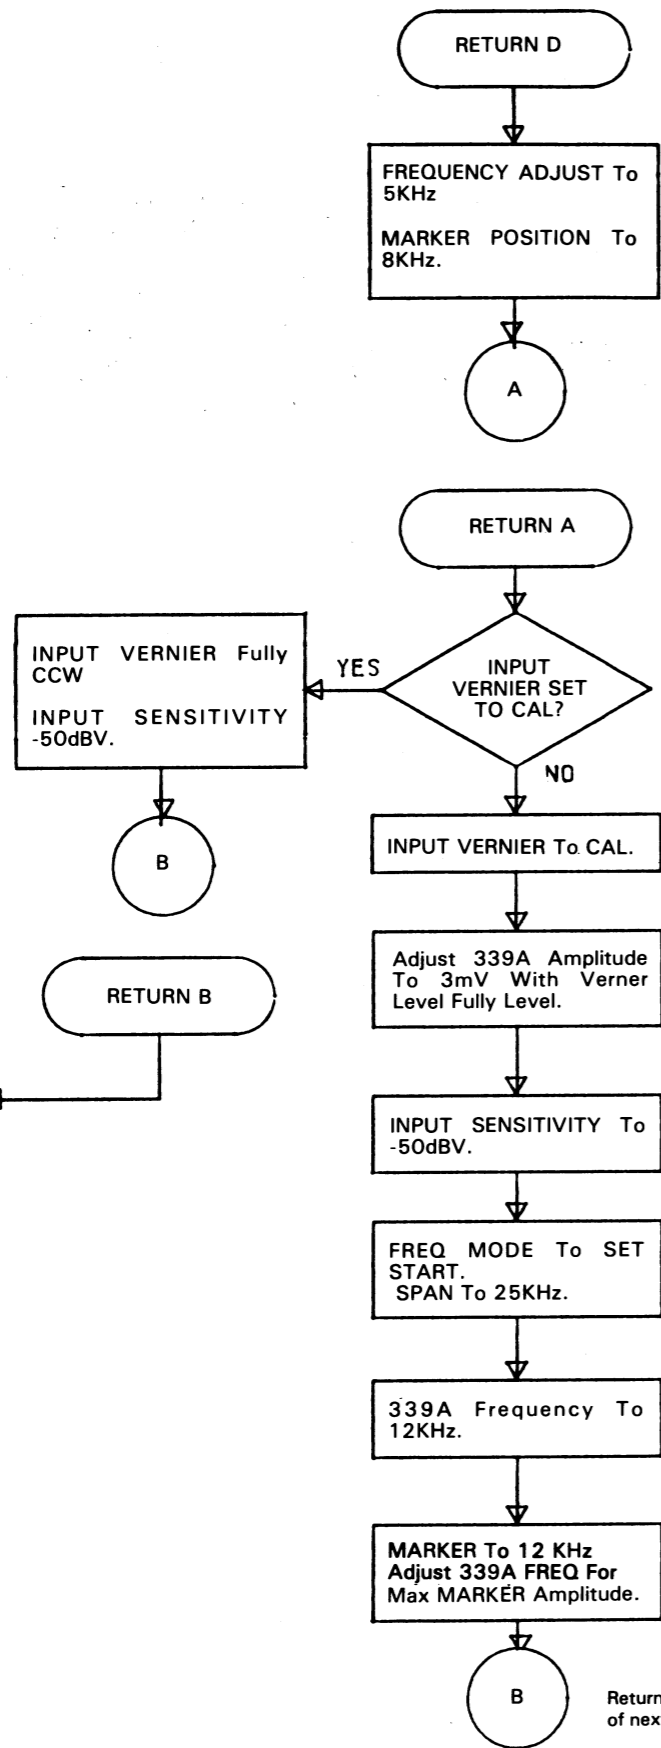 RETURN D
FREQUENCY ADJUST To
5KHz
MARKER POSITION To
8KHz.
A
RETURN A
INPUT
VERNIER SET
TO CAL?
YES
INPUT VERNIER Fully
CCW
INPUT SENSITIVITY
-50dBV.
B
NO
INPUT VERNIER To CAL.
Adjust 339A Amplitude
To 3mV With Verner
Level Fully Level.
RETURN B
INPUT SENSITIVITY To
-50dBV.
FREQ MODE To SET
START.
SPAN To 25KHz.
339A Frequency To
12KHz.
MARKER To 12 KHz
Adjust 339A FREQ For
Max MARKER Amplitude.
B
Return
of nex